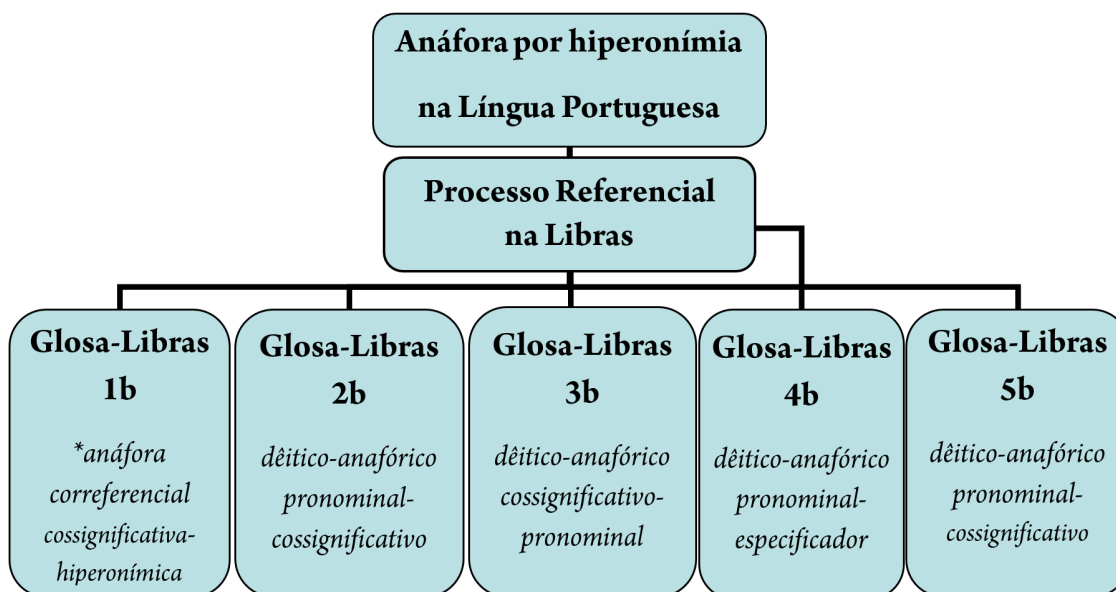 Anáfora por hiperonímia
na Língua Portuguesa
Processo Referencial
na Libras
Glosa-Libras
1b
*anáfora
correferencial
cossignificativa-
hiperonímica
Glosa-Libras
2b
dêitico-anafórico
pronominal-
cossignificativo
Glosa-Libras
3b
dêitico-anafórico
cossignificativo-
pronominal
Glosa-Libras
4b
dêitico-anafórico
pronominal-
especificador
Glosa-Libras
5b
dêitico-anafórico
pronominal-
cossignificativo